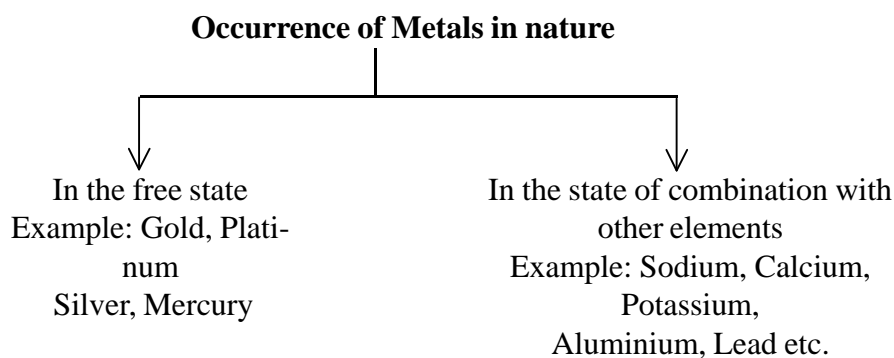 Occurrence of Metals in nature
In the free state
Example: Gold, Plati-
num
Silver, Mercury
In the state of combination with
other elements
Example: Sodium, Calcium,
Potassium,
Aluminium, Lead etc.